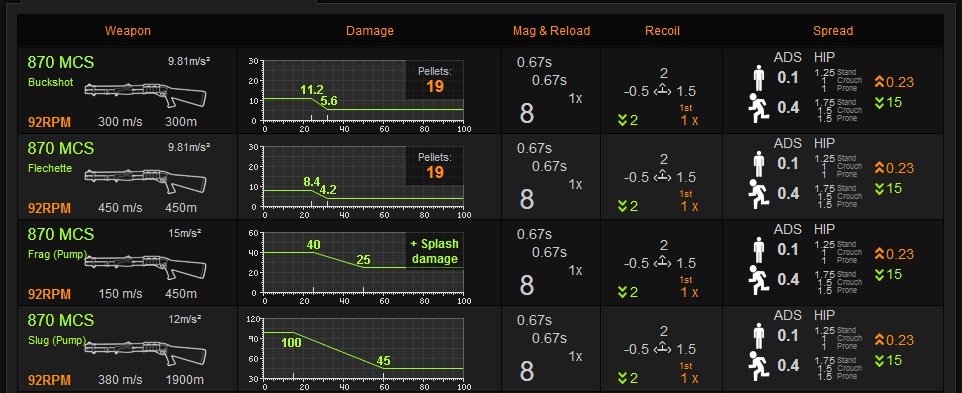 Weapon Damage Mag & Reload Recoil Spread
870 MCS 9.81m/s²
Buckshot
92RPM 300 m/s 300m
30
20
10
0
0 20 40 60 80 100
11.2
5.6
Pellets:
19
0.67s
0.67s
1x
8
2
-0.5 1.5
1st
2 1 x
ADS HIP
0.1 1.25 Stand
1 Crouch
1 Prone
0.4 1.75 Stand
1.5 Crouch
1.5 Prone
0.23
15
870 MCS 9.81m/s²
Flechette
92RPM 450 m/s 450m
30
20
10
0
0 20 40 60 80 100
8.4
4.2
Pellets:
19
0.67s
0.67s
1x
8
2
-0.5 1.5
1st
2 1 x
ADS HIP
0.1 1.25 Stand
1 Crouch
1 Prone
0.4 1.75 Stand
1.5 Crouch
1.5 Prone
0.23
15
870 MCS 15m/s²
Frag (Pump)
92RPM 150 m/s 450m
60
40
20
0
0 20 40 60 80 100
40
25
+ Splash
damage
0.67s
0.67s
1x
8
2
-0.5 1.5
1st
2 1 x
ADS HIP
0.1 1.25 Stand
1 Crouch
1 Prone
0.4 1.75 Stand
1.5 Crouch
1.5 Prone
0.23
15
870 MCS 12m/s²
Slug (Pump)
92RPM 380 m/s 1900m
120
90
60
30
0 20 40 60 80 100
100
45
0.67s
0.67s
1x
8
2
-0.5 1.5
1st
2 1 x
ADS HIP
0.1 1.25 Stand
1 Crouch
1 Prone
0.4 1.75 Stand
1.5 Crouch
1.5 Prone
0.23
15